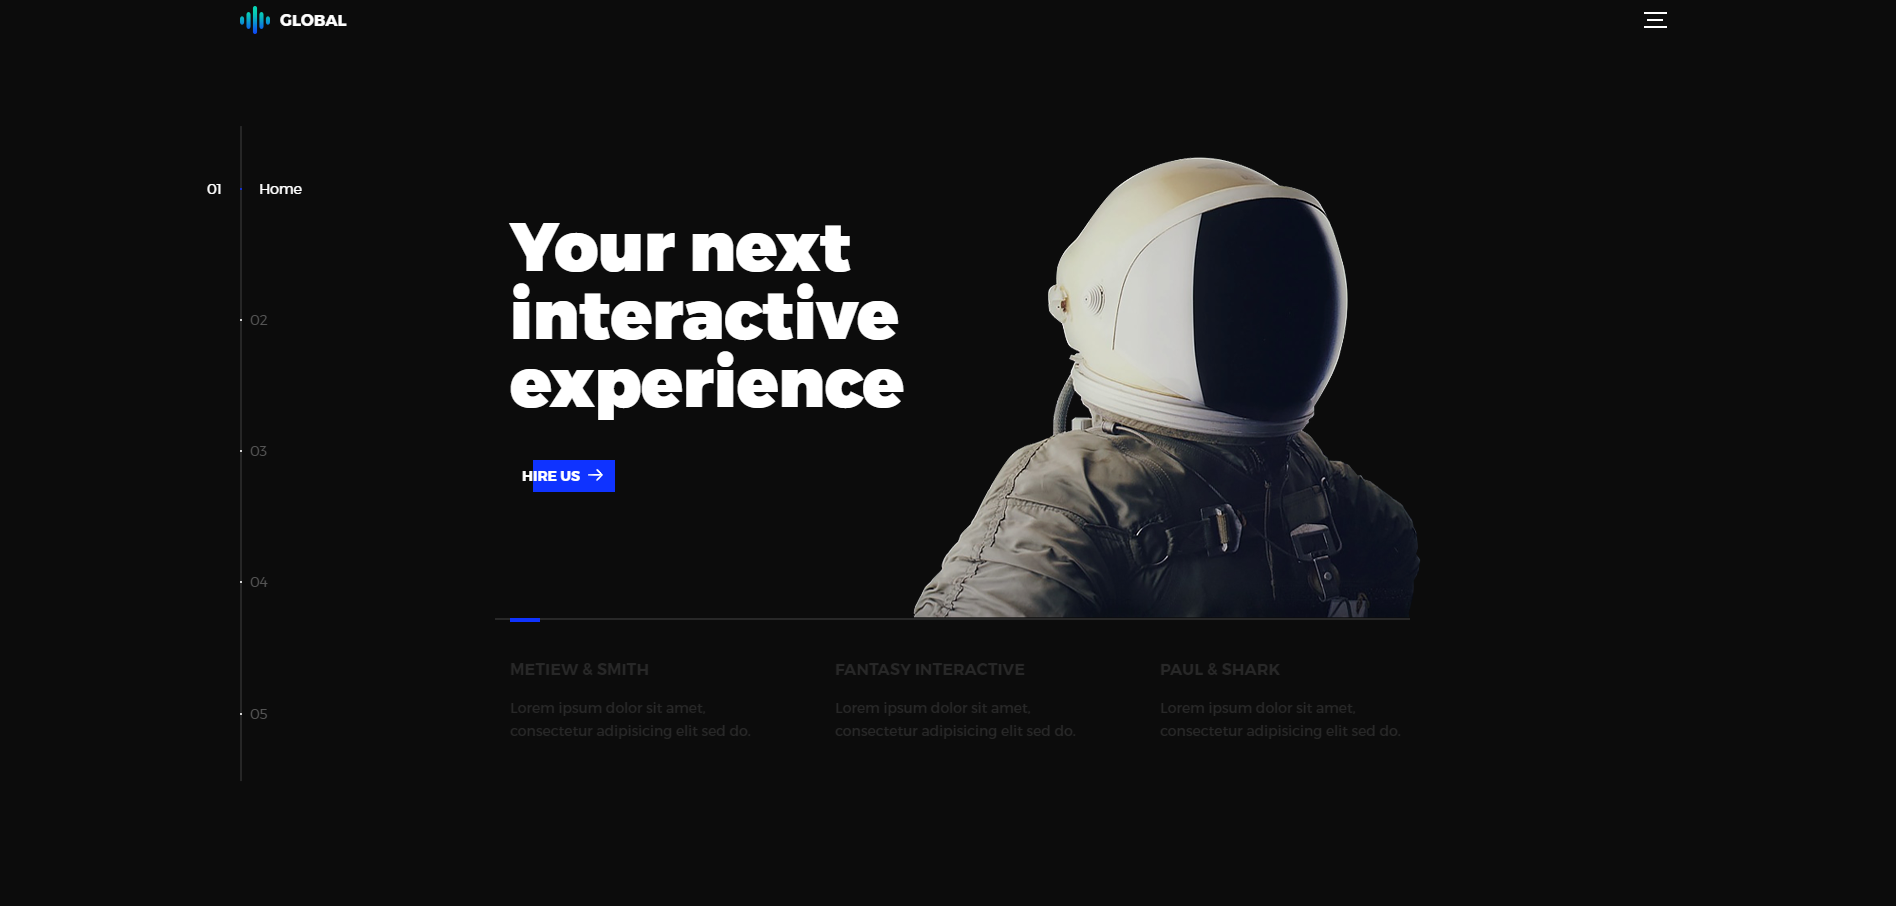 GLOBAL
01 Home
Your next
interactive
experience
02
03
HIRE US
04
METIEW & SMITH
Lorem ipsum dolor sit amet,
consectetur adipisicing elit sed do.
FANTASY INTERACTIVE
Lorem ipsum dolor sit amet,
consectetur adipisicing elit sed do.
PAUL & SHARK
Lorem ipsum dolor sit amet,
consectetur adipisicing elit sed do.
05